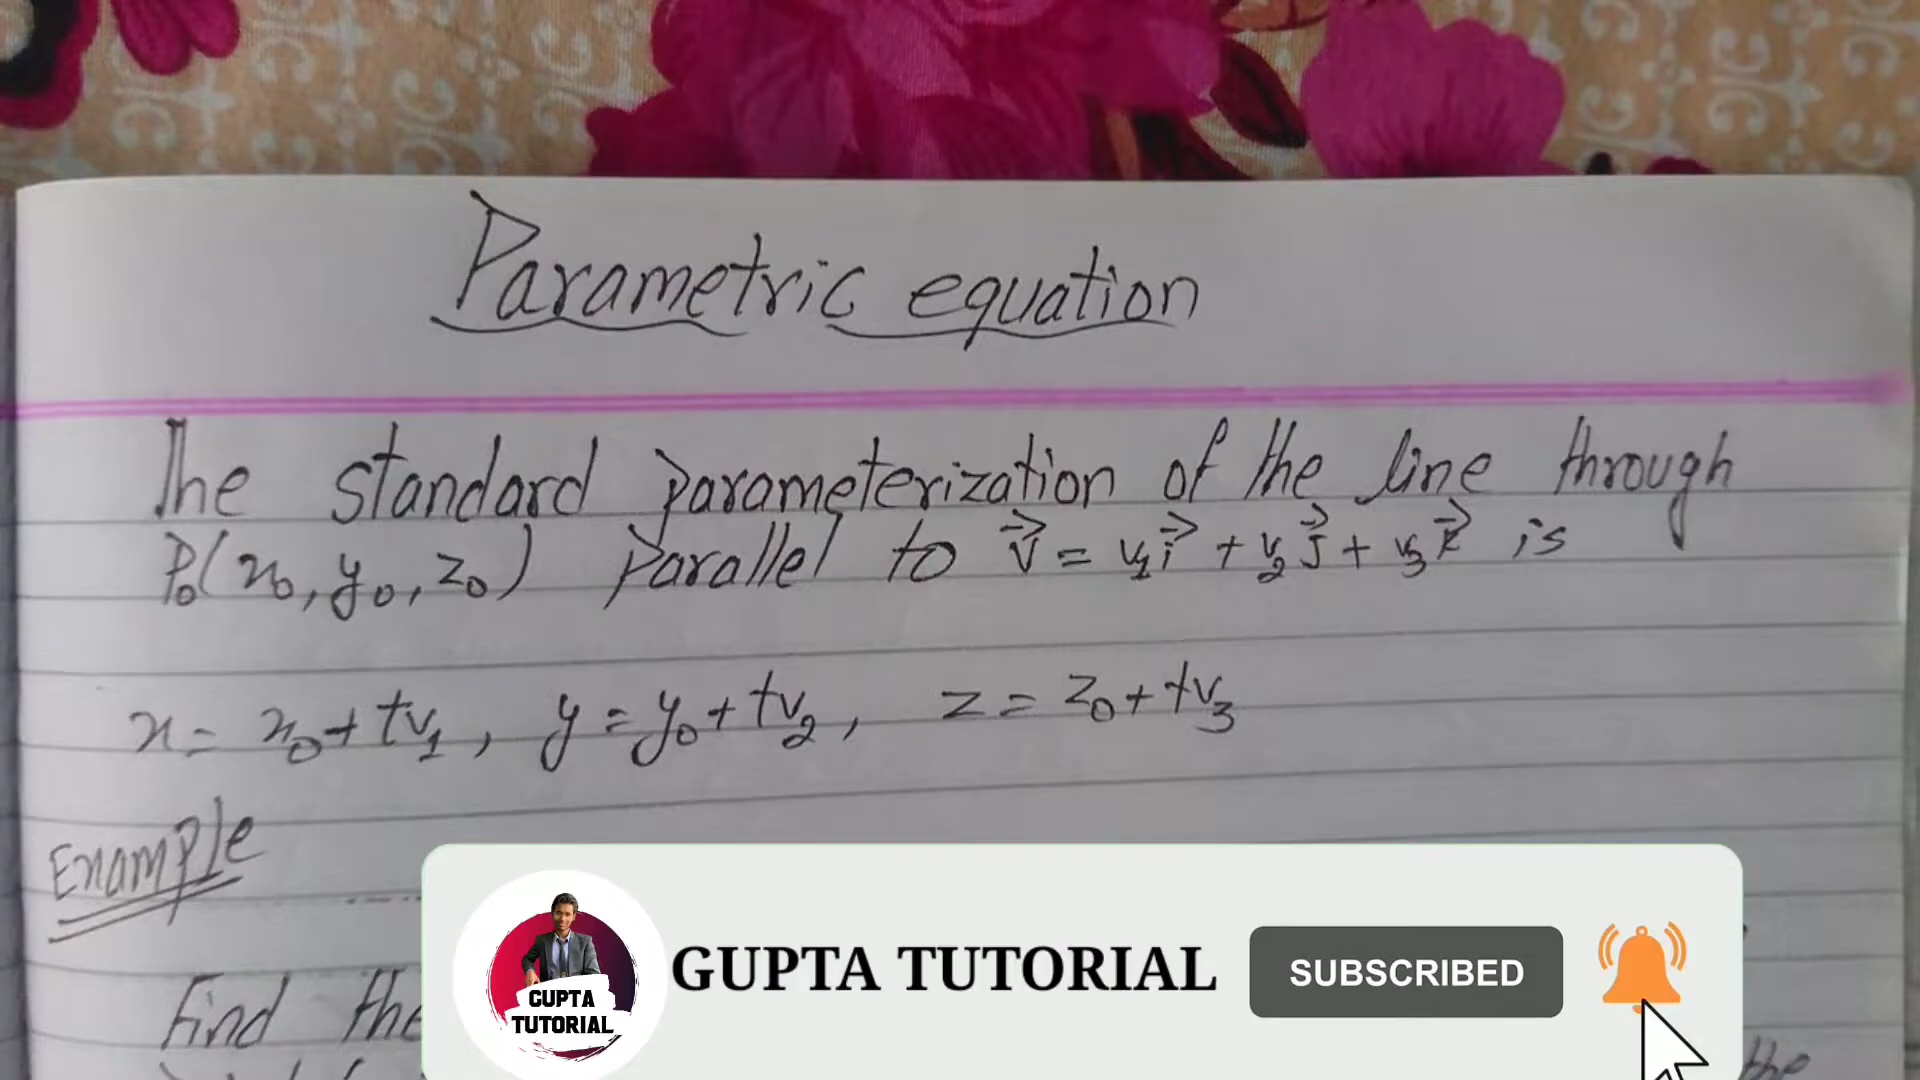 Parametric equation
The standard parameterization of the line through
P₀(x₀, y₀, z₀) parallel to v⃗ = v₁i⃗ + v₂j⃗ + v₃k⃗ is
x = x₀ + tv₁, y = y₀ + tv₂, z = z₀ + tv₃
Example
Find the
the
GUPTA TUTORIAL
SUBSCRIBED
GUPTA
TUTORIAL